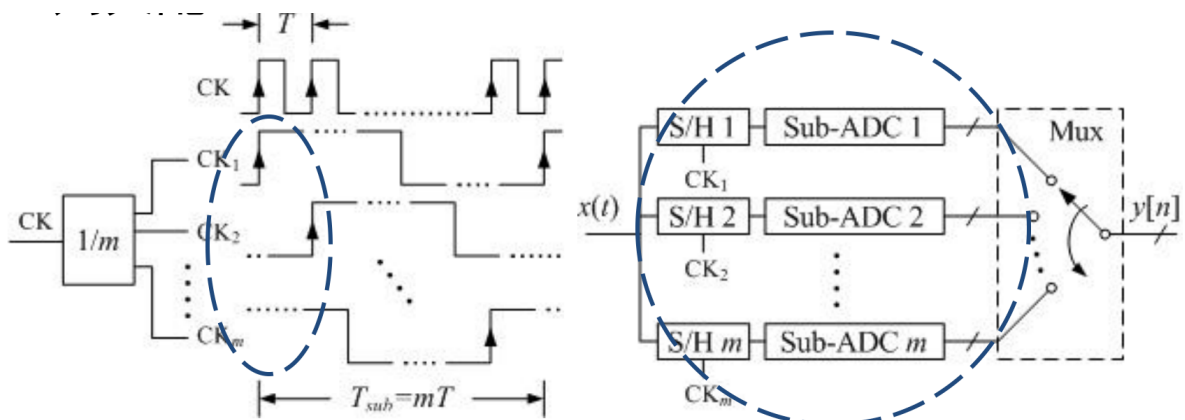 T
CK
CK₁
CK
1/m
CK₂
CKₘ
Tsub=mT
S/H 1
Sub-ADC 1
Mux
CK₁
x(t)
S/H 2
Sub-ADC 2
y[n]
CK₂
S/H m
Sub-ADC m
CKₘ